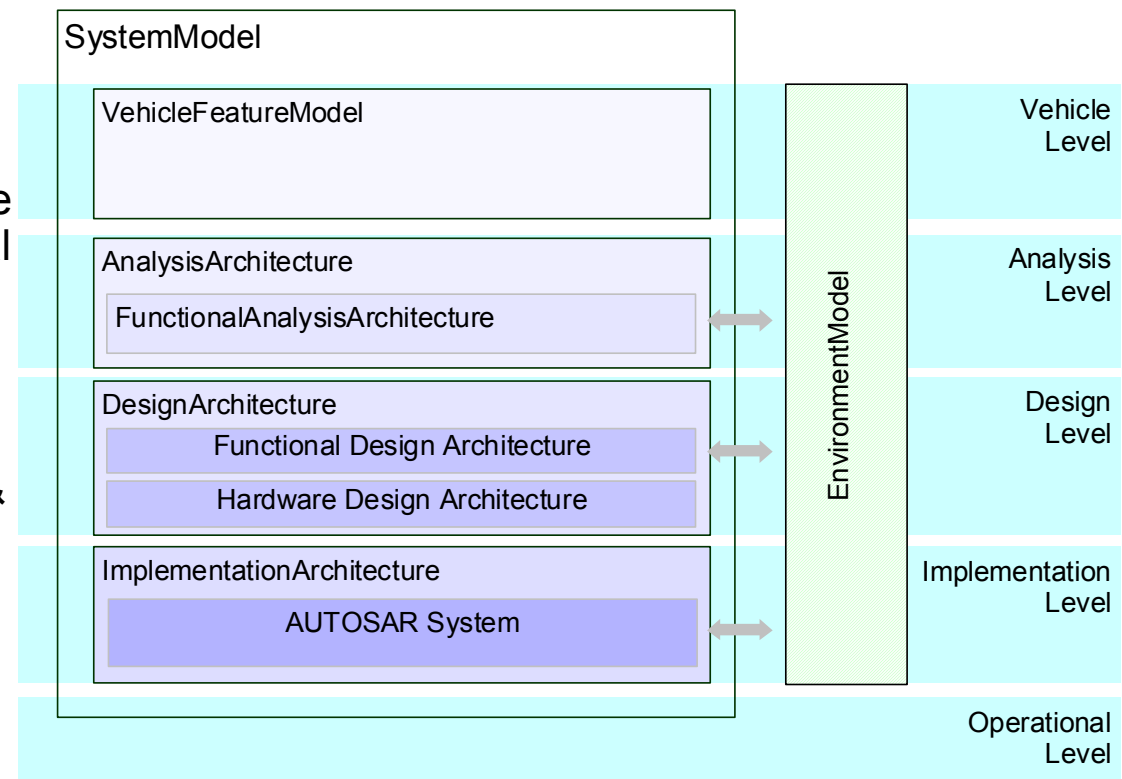 SystemModel
VehicleFeatureModel
Vehicle
Level
e
l
AnalysisArchitecture
FunctionalAnalysisArchitecture
Analysis
Level
EnvironmentModel
DesignArchitecture
Functional Design Architecture
Hardware Design Architecture
Design
Level
&
ImplementationArchitecture
AUTOSAR System
Implementation
Level
Operational
Level